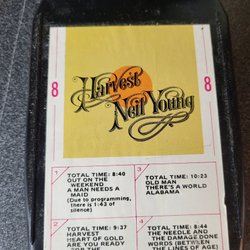 8
8
Harvest
Neil Young
1
TOTAL TIME: 8:40
OUT ON THE
WEEKEND
A MAN NEEDS A
MAID
(Due to programming,
there is 1:43 of
silence)
3
TOTAL TIME: 10:23
OLD MAN
THERE'S A WORLD
ALABAMA
2
TOTAL TIME: 9:37
HARVEST
HEART OF GOLD
ARE YOU READY
FOR THE
4
TOTAL TIME: 8:44
THE NEEDLE AND
THE DAMAGE DONE
WORDS (BETWEEN
THE LINES OF AGE)